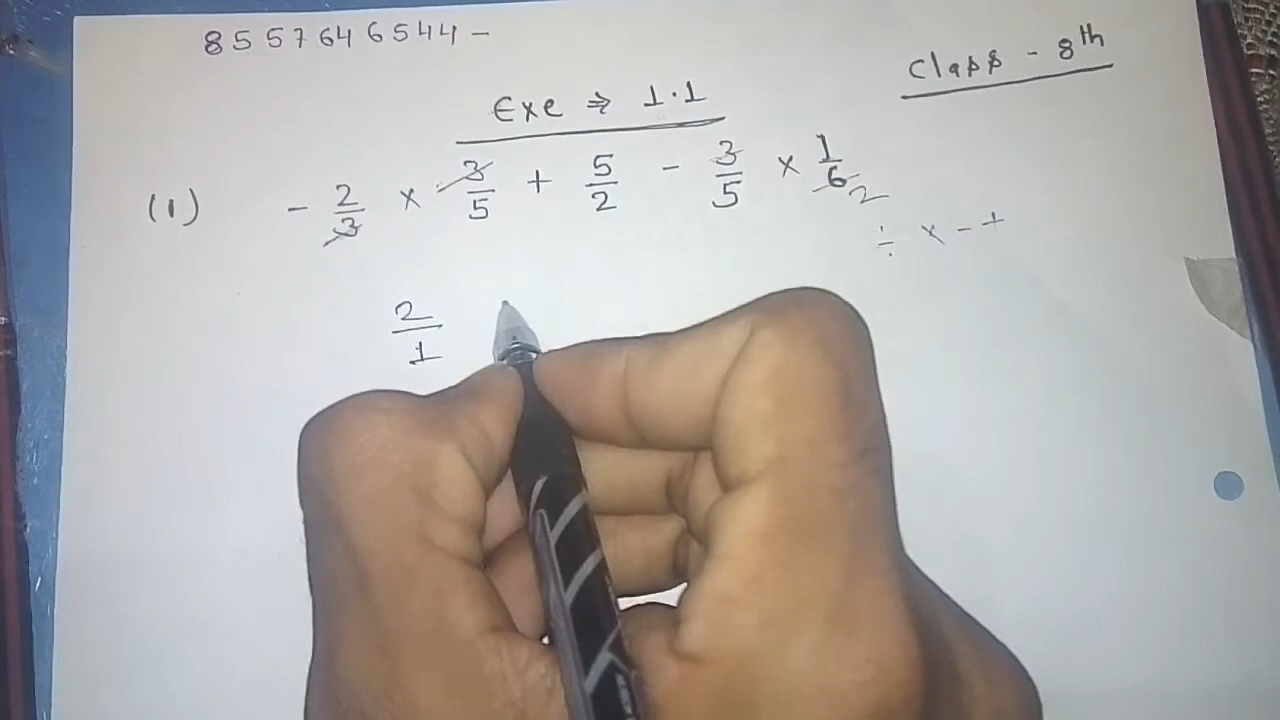 8557646544 -
Class - 8th
Exe ⇒ 1.1
(1) - 2/3 × 3/5 + 5/2 - 3/5 × 1/6 2
÷ × - +
2/1